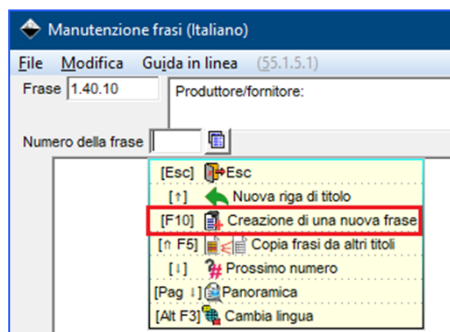 Manutenzione frasi (Italiano)
File Modifica Guida in linea (55.1.5.1)
Frase 1.40.10 Produttore/fornitore:
Numero della frase
[Esc] Esc
[↑] Nuova riga di titolo
[F10] Creazione di una nuova frase
[⇑ F5] Copia frasi da altri titoli
[↓] Prossimo numero
[Pag ↓] Panoramica
[Alt F3] Cambia lingua